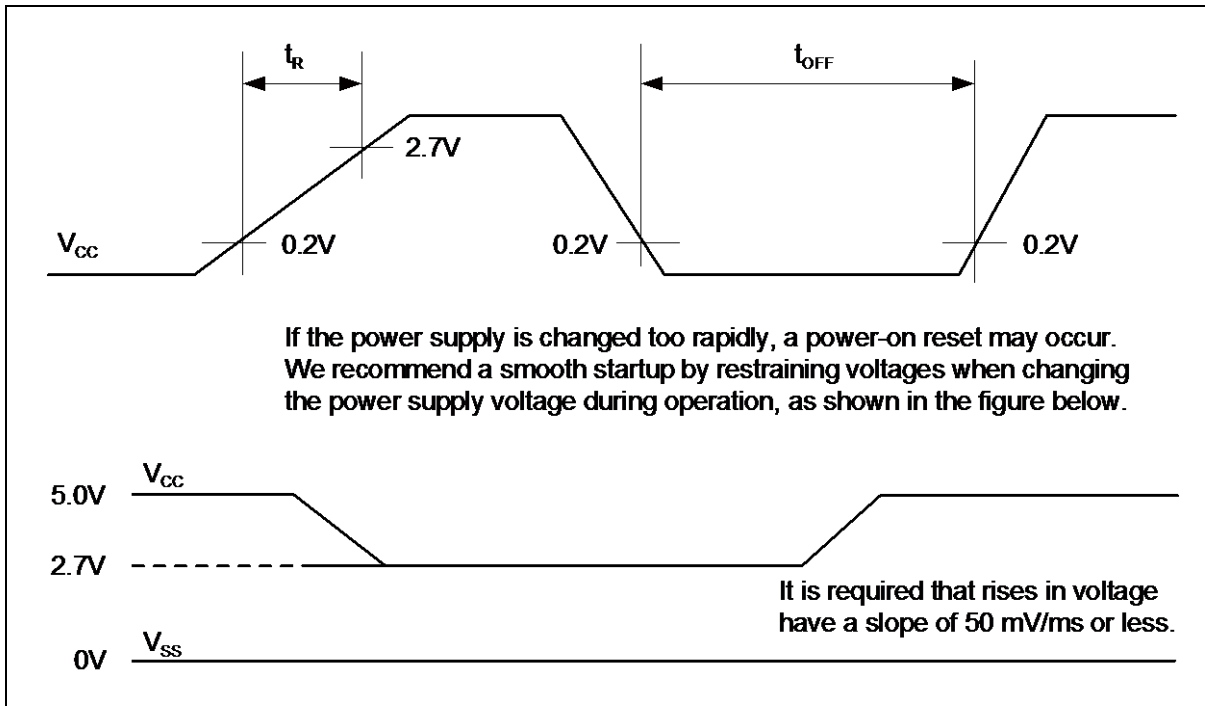 tR
tOFF
2.7V
VCC
0.2V
0.2V
0.2V
If the power supply is changed too rapidly, a power-on reset may occur.
We recommend a smooth startup by restraining voltages when changing
the power supply voltage during operation, as shown in the figure below.
VCC
5.0V
2.7V
It is required that rises in voltage
have a slope of 50 mV/ms or less.
VSS
0V